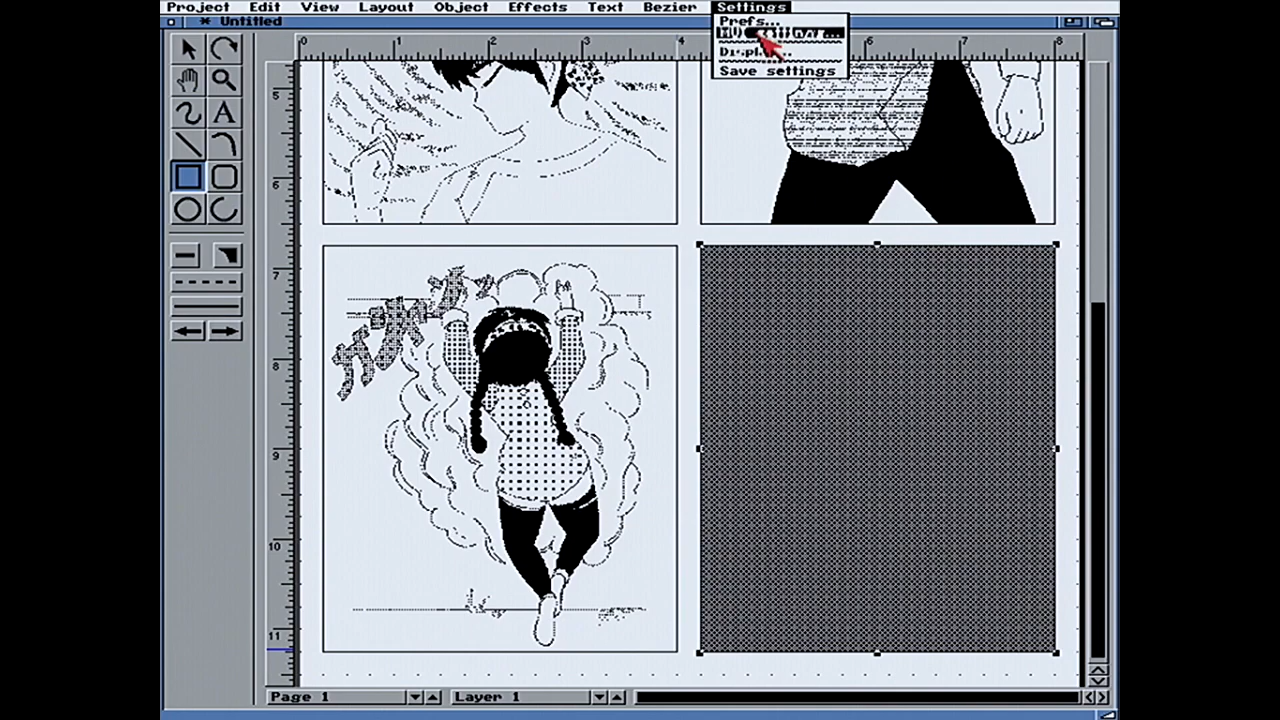 Project Edit View Layout Object Effects Text Bezier Settings
* Untitled
Prefs...
Save settings
0 1 2 4 6 7 8
A
5
6
7
8
9
10
11
Page 1
Layer 1